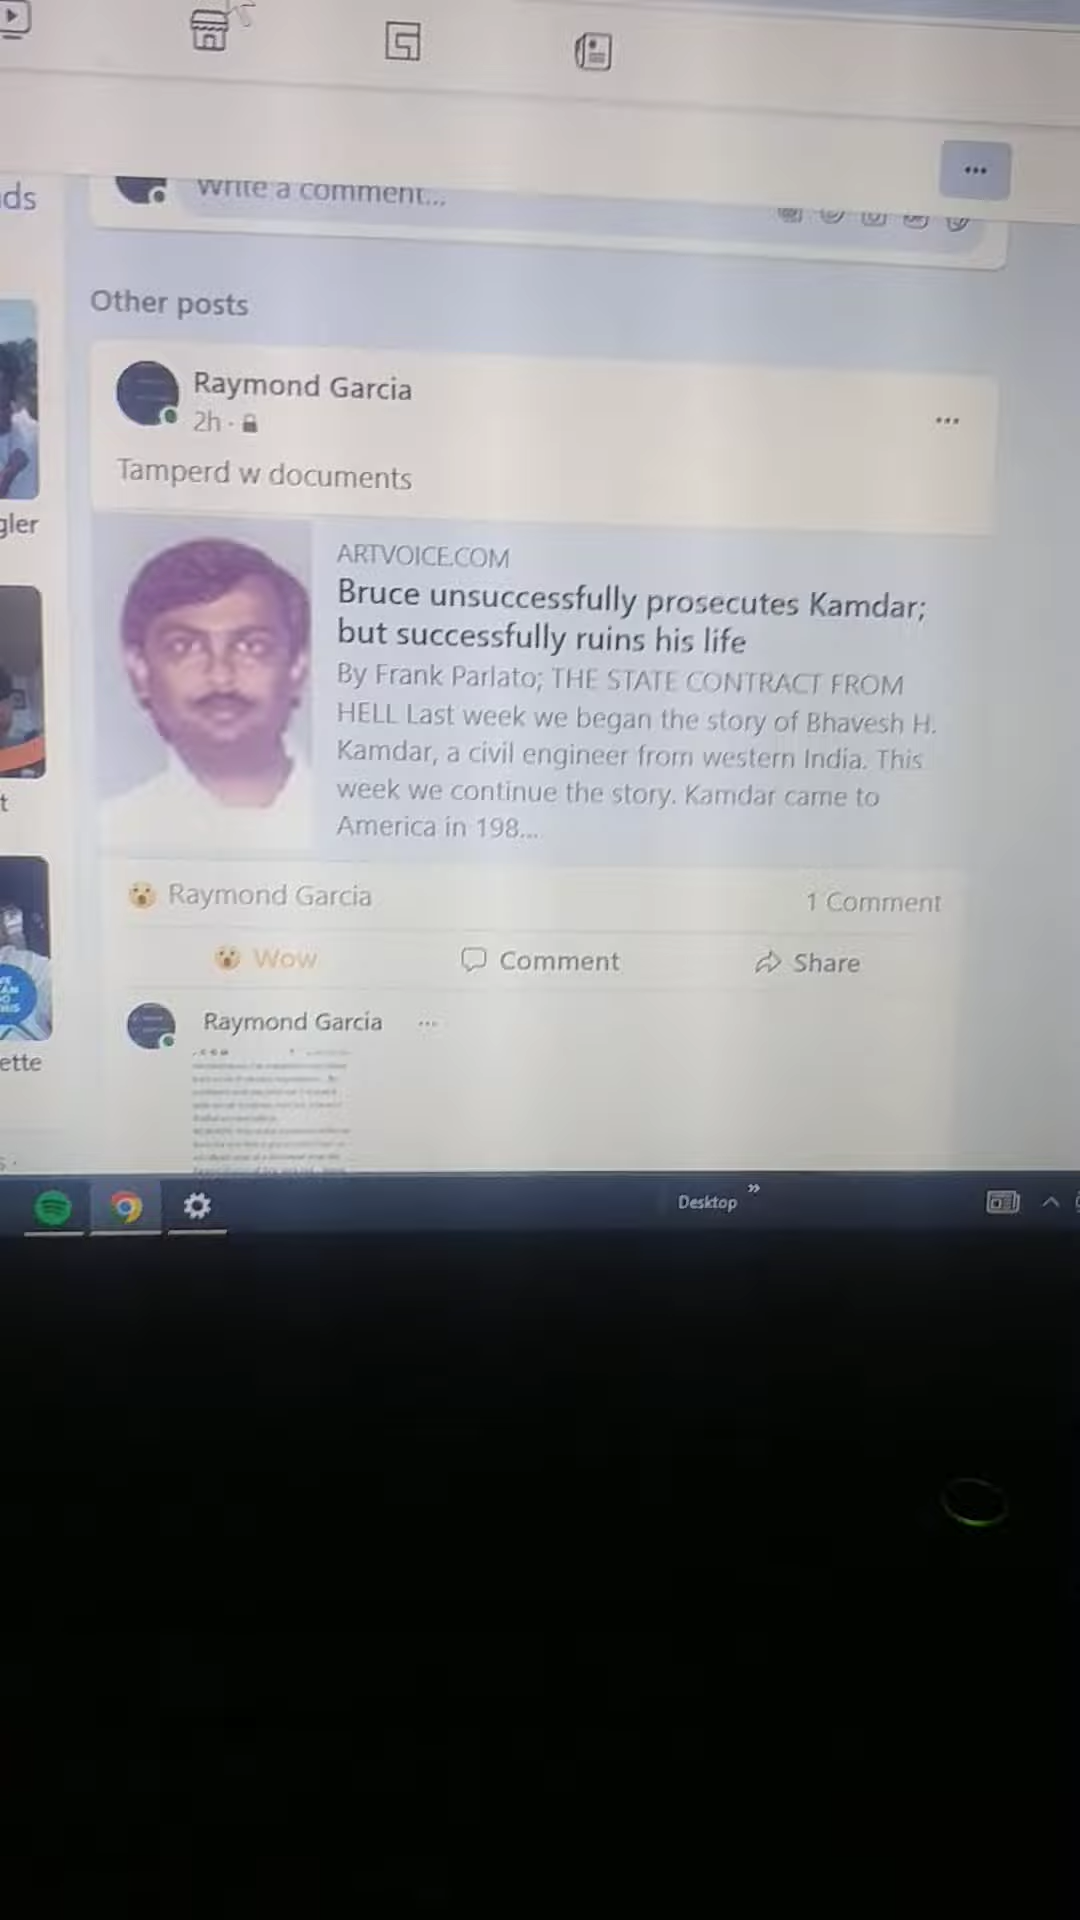 ds
Write a comment...
Other posts
Raymond Garcia
2h ·
Tamperd w documents
gler
ARTVOICE.COM
Bruce unsuccessfully prosecutes Kamdar;
but successfully ruins his life
By Frank Parlato; THE STATE CONTRACT FROM
HELL Last week we began the story of Bhavesh H.
Kamdar, a civil engineer from western India. This
week we continue the story. Kamdar came to
America in 198...
t
Raymond Garcia
1 Comment
Wow
Comment
Share
Raymond Garcia
ette
Desktop